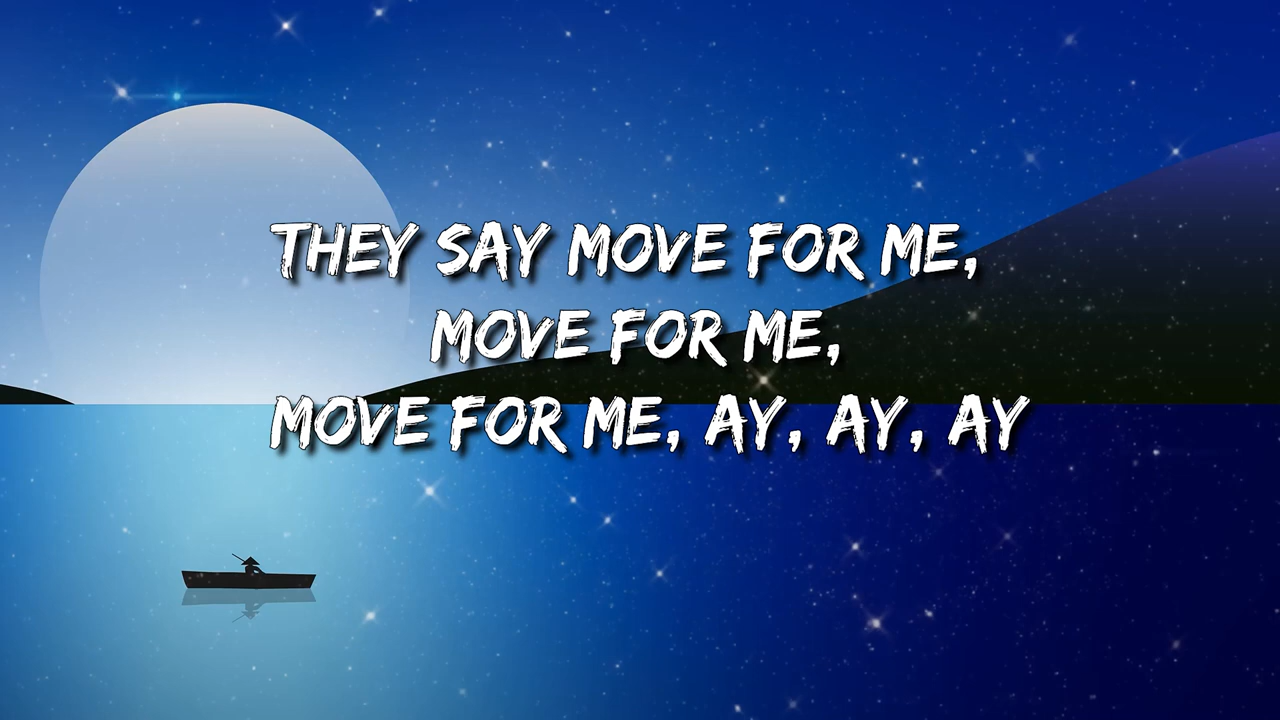 THEY SAY MOVE FOR ME,
MOVE FOR ME,
MOVE FOR ME, AY, AY, AY